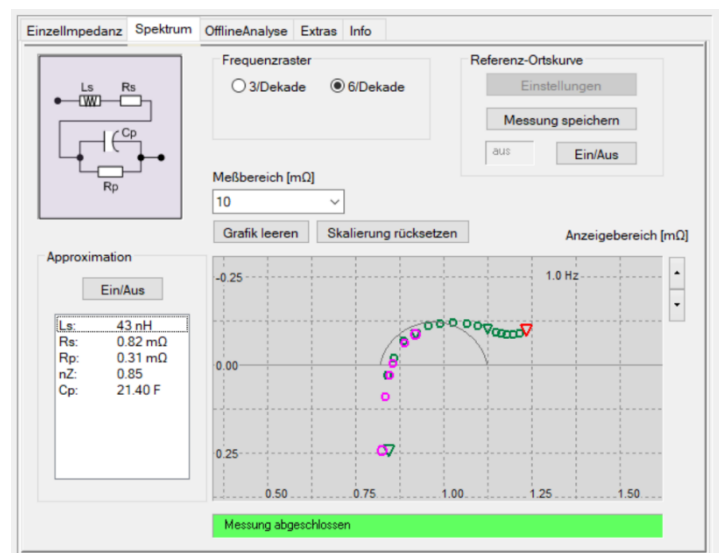 EinzelImpedanz Spektrum OfflineAnalyse Extras Info
Ls Rs
Cp
Rp
Frequenzraster
3/Dekade 6/Dekade
Referenz-Ortskurve
Einstellungen
Messung speichern
aus Ein/Aus
Meßbereich [mΩ]
10
Grafik leeren Skalierung rücksetzen
Anzeigebereich [mΩ]
Approximation
Ein/Aus
Ls: 43 nH
Rs: 0.82 mΩ
Rp: 0.31 mΩ
nZ: 0.85
Cp: 21.40 F
-0.25 1.0 Hz
0.00
0.25
0.50 0.75 1.00 1.25 1.50
Messung abgeschlossen